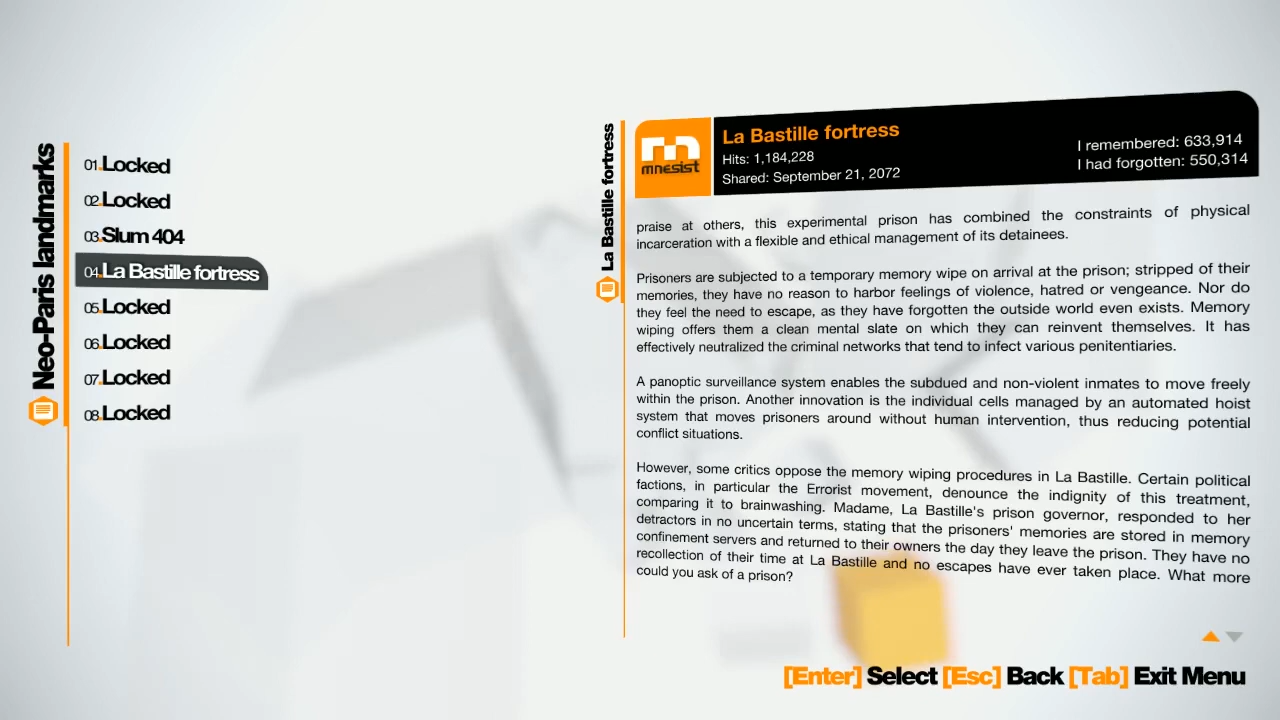 Neo-Paris landmarks
01.Locked
02.Locked
03.Slum 404
04.La Bastille fortress
05.Locked
06.Locked
07.Locked
08.Locked
La Bastille fortress
mnesist
La Bastille fortress
Hits: 1,184,228
Shared: September 21, 2072
I remembered: 633,914
I had forgotten: 550,314
praise at others, this experimental prison has combined the constraints of physical
incarceration with a flexible and ethical management of its detainees.
Prisoners are subjected to a temporary memory wipe on arrival at the prison; stripped of their
memories, they have no reason to harbor feelings of violence, hatred or vengeance. Nor do
they feel the need to escape, as they have forgotten the outside world even exists. Memory
wiping offers them a clean mental slate on which they can reinvent themselves. It has
effectively neutralized the criminal networks that tend to infect various penitentiaries.
A panoptic surveillance system enables the subdued and non-violent inmates to move freely
within the prison. Another innovation is the individual cells managed by an automated hoist
system that moves prisoners around without human intervention, thus reducing potential
conflict situations.
However, some critics oppose the memory wiping procedures in La Bastille. Certain political
factions, in particular the Errorist movement, denounce the indignity of this treatment,
comparing it to brainwashing. Madame, La Bastille's prison governor, responded to her
detractors in no uncertain terms, stating that the prisoners' memories are stored in memory
confinement servers and returned to their owners the day they leave the prison. They have no
recollection of their time at La Bastille and no escapes have ever taken place. What more
could you ask of a prison?
[Enter] Select [Esc] Back [Tab] Exit Menu